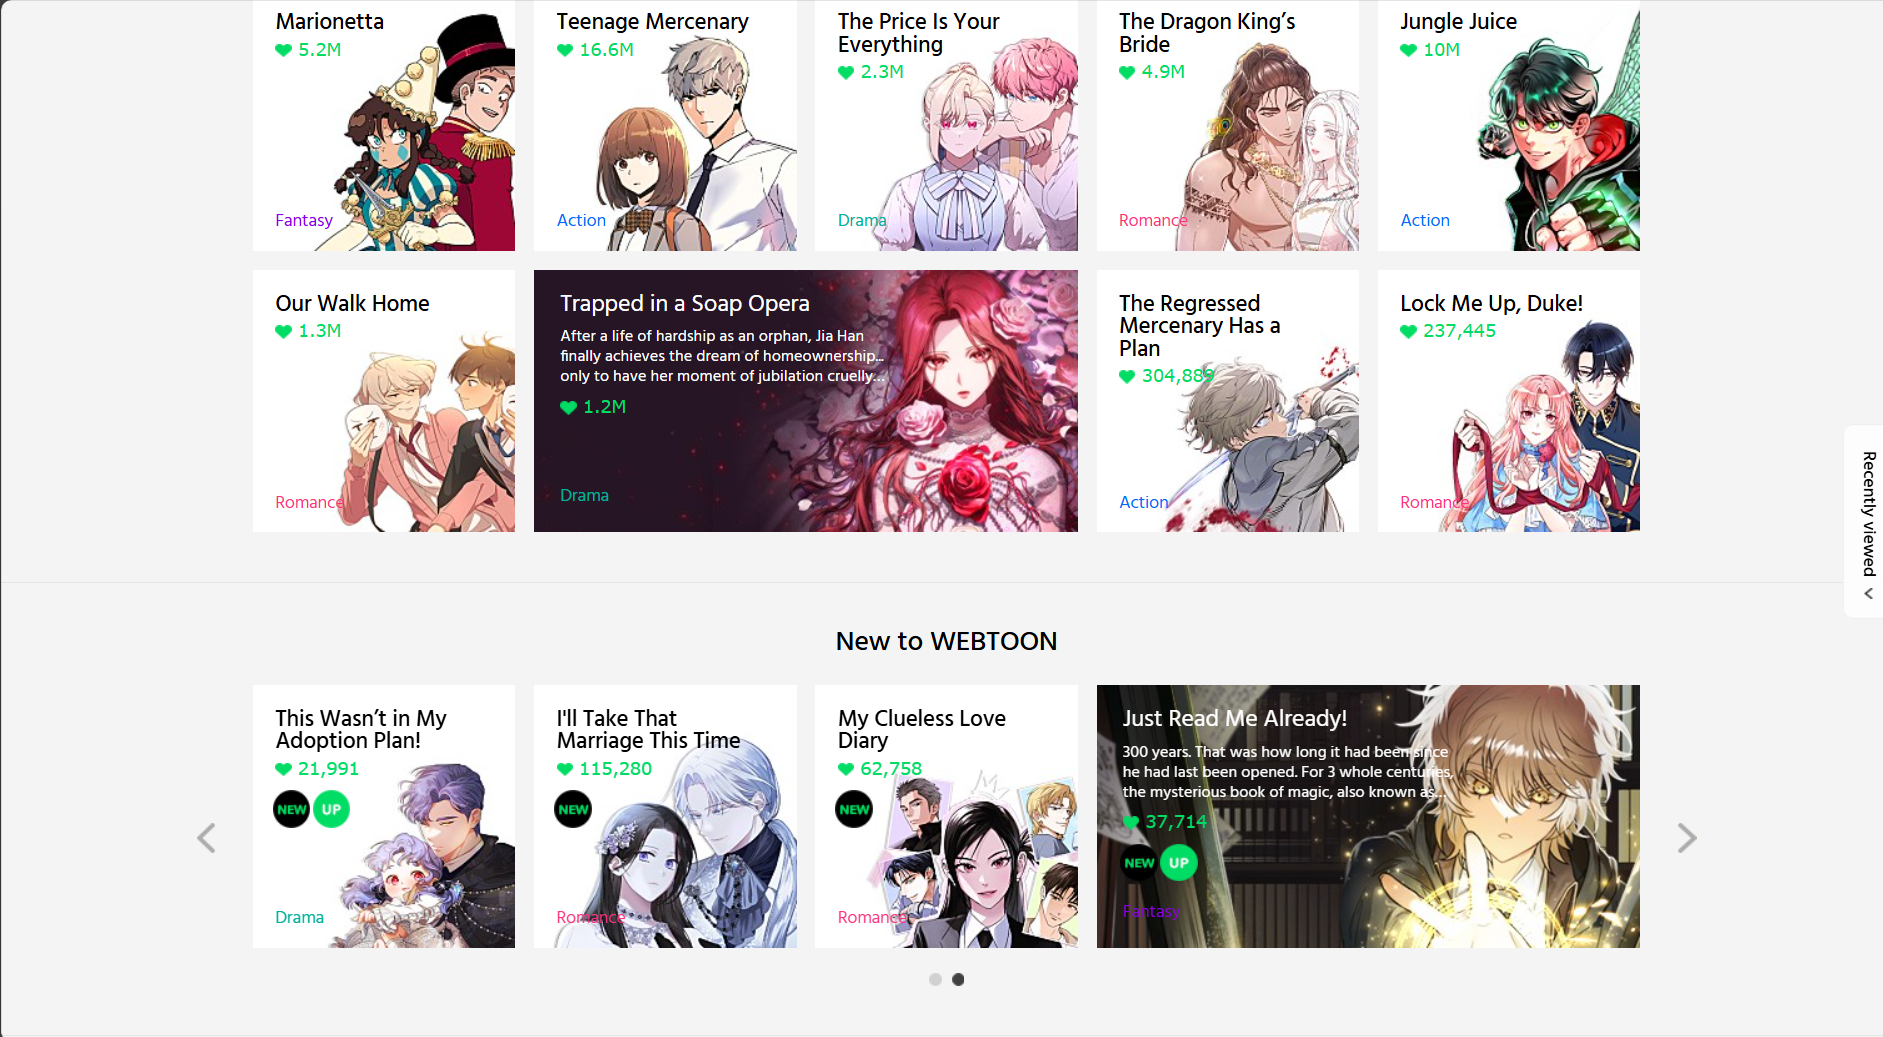 Marionetta
5.2M
Fantasy
Teenage Mercenary
16.6M
Action
The Price Is Your
Everything
2.3M
Drama
The Dragon King’s
Bride
4.9M
Romance
Jungle Juice
10M
Action
Our Walk Home
1.3M
Romance
Trapped in a Soap Opera
After a life of hardship as an orphan, Jia Han
finally achieves the dream of homeownership...
only to have her moment of jubilation cruelly...
1.2M
Drama
The Regressed
Mercenary Has a
Plan
304,889
Action
Lock Me Up, Duke!
237,445
Romance
Recently viewed
New to WEBTOON
This Wasn’t in My
Adoption Plan!
21,991
NEW UP
Drama
I'll Take That
Marriage This Time
115,280
NEW
Romance
My Clueless Love
Diary
62,758
NEW
Romance
Just Read Me Already!
300 years. That was how long it had been since
he had last been opened. For 3 whole centuries,
the mysterious book of magic, also known as...
37,714
NEW UP
Fantasy